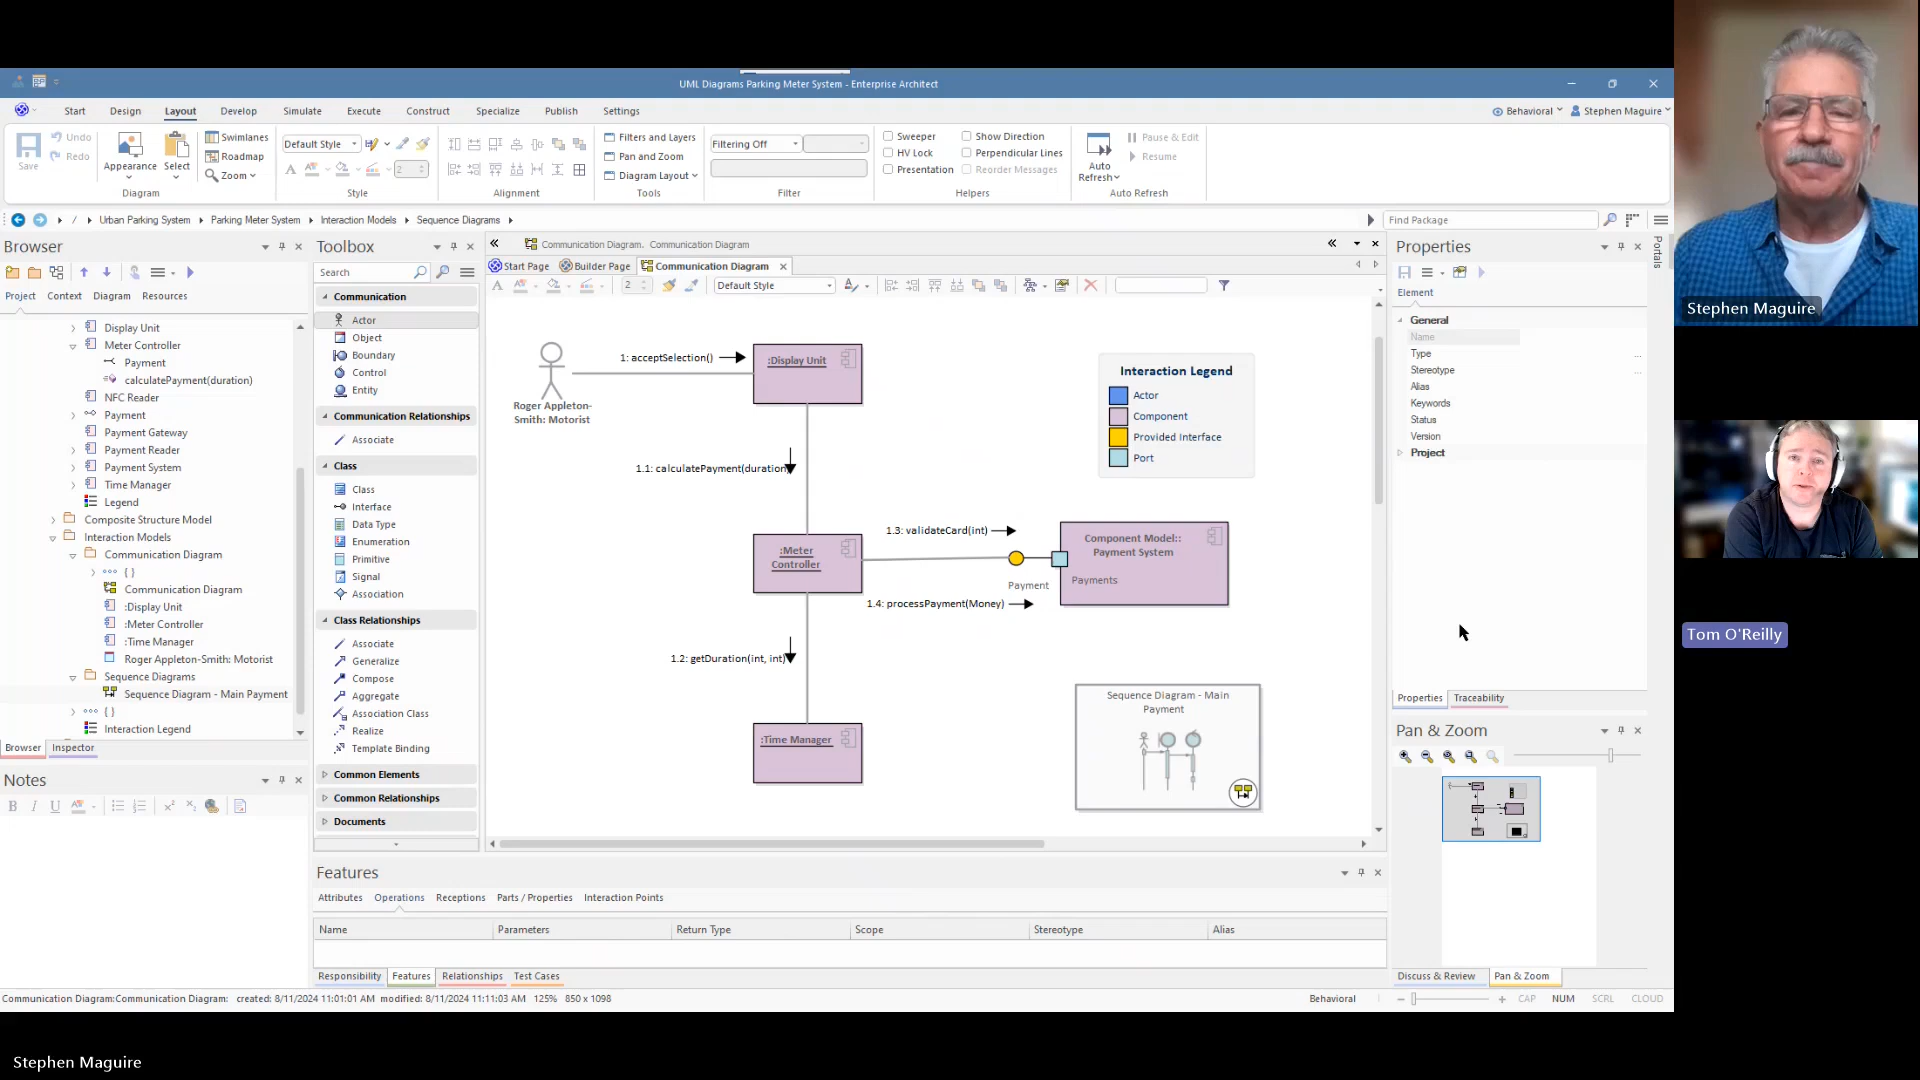 UML Diagrams Parking Meter System - Enterprise Architect
Start Design Layout Develop Simulate Execute Construct Specialize Publish Settings
Behavioral Stephen Maguire
Save Undo Redo
Appearance Select Swimlanes Roadmap Zoom
Diagram
Default Style
2
Style
Alignment
Filters and Layers
Pan and Zoom
Diagram Layout
Tools
Filtering Off
Filter
Sweeper Show Direction
HV Lock Perpendicular Lines
Presentation Reorder Messages
Helpers
Auto Refresh
Pause & Edit
Resume
Auto Refresh
/ Urban Parking System Parking Meter System Interaction Models Sequence Diagrams
Find Package
Portals
Browser
Project Context Diagram Resources
Display Unit
Meter Controller
Payment
calculatePayment(duration)
NFC Reader
Payment
Payment Gateway
Payment Reader
Payment System
Time Manager
Legend
Composite Structure Model
Interaction Models
Communication Diagram
{ }
Communication Diagram
:Display Unit
:Meter Controller
:Time Manager
Roger Appleton-Smith: Motorist
Sequence Diagrams
Sequence Diagram - Main Payment
{ }
Interaction Legend
Browser Inspector
Notes
B I U
Toolbox
Search
Communication
Actor
Object
Boundary
Control
Entity
Communication Relationships
Associate
Class
Class
Interface
Data Type
Enumeration
Primitive
Signal
Association
Class Relationships
Associate
Generalize
Compose
Aggregate
Association Class
Realize
Template Binding
Common Elements
Common Relationships
Documents
Communication Diagram. Communication Diagram
Start Page Builder Page Communication Diagram
2
Default Style
1: acceptSelection()
:Display Unit
Roger Appleton-
Smith: Motorist
Interaction Legend
Actor
Component
Provided Interface
Port
1.1: calculatePayment(duration)
1.3: validateCard(int)
:Meter
Controller
Component Model::
Payment System
Payments
Payment
1.4: processPayment(Money)
1.2: getDuration(int, int)
:Time Manager
Sequence Diagram - Main
Payment
Features
Attributes Operations Receptions Parts / Properties Interaction Points
Name Parameters Return Type Scope Stereotype Alias
Responsibility Features Relationships Test Cases
Properties
Element
General
Name
Type
Stereotype
Alias
Keywords
Status
Version
Project
Properties Traceability
Pan & Zoom
Discuss & Review Pan & Zoom
Communication Diagram:Communication Diagram: created: 8/11/2024 11:01:01 AM modified: 8/11/2024 11:11:03 AM 125% 850 x 1098
Behavioral
CAP NUM SCRL CLOUD
Stephen Maguire
Tom O'Reilly
Stephen Maguire